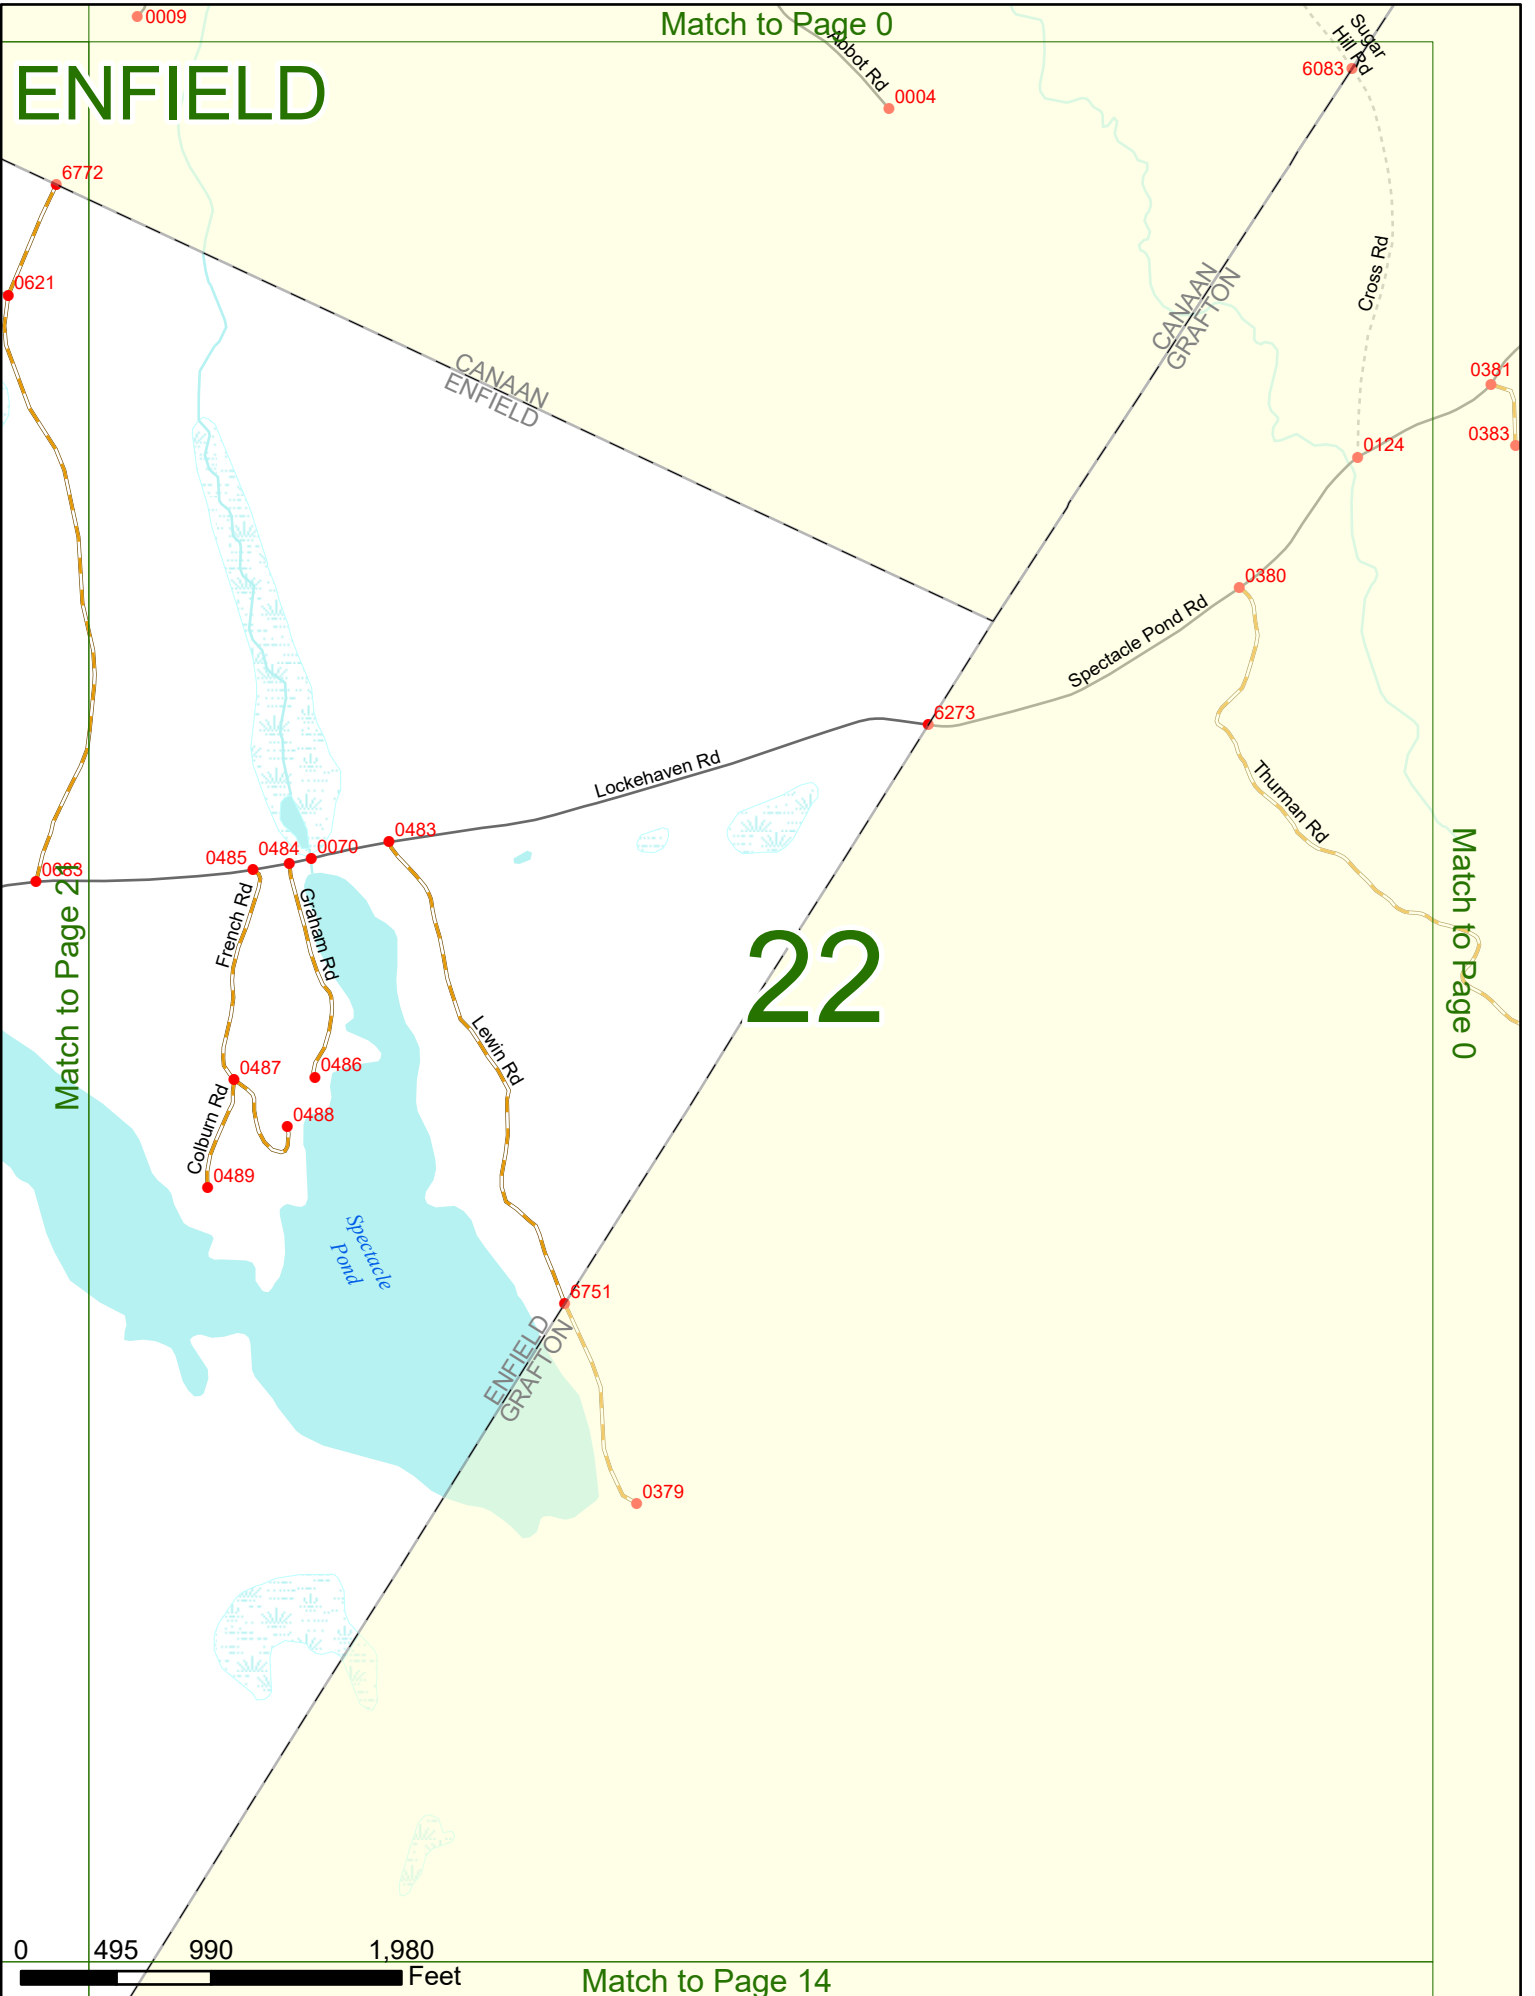 0009
Match to Page 0
Sugar
Hill Rd
Abbot Rd
6083
ENFIELD
0004
6772
0621
Cross Rd
CANAAN
GRAFTON
CANAAN
ENFIELD
0381
0383
0124
0380
Spectacle Pond Rd
6273
Lockehaven Rd
Thurman Rd
0483
0070
0484
0485
0683
Match to Page 21
French Rd
Graham Rd
22
Match to Page 0
Lewin Rd
0487
0486
Colburn Rd
0488
0489
Spectacle
Pond
6751
ENFIELD
GRAFTON
0379
0 495 990 1,980
Feet
Match to Page 14